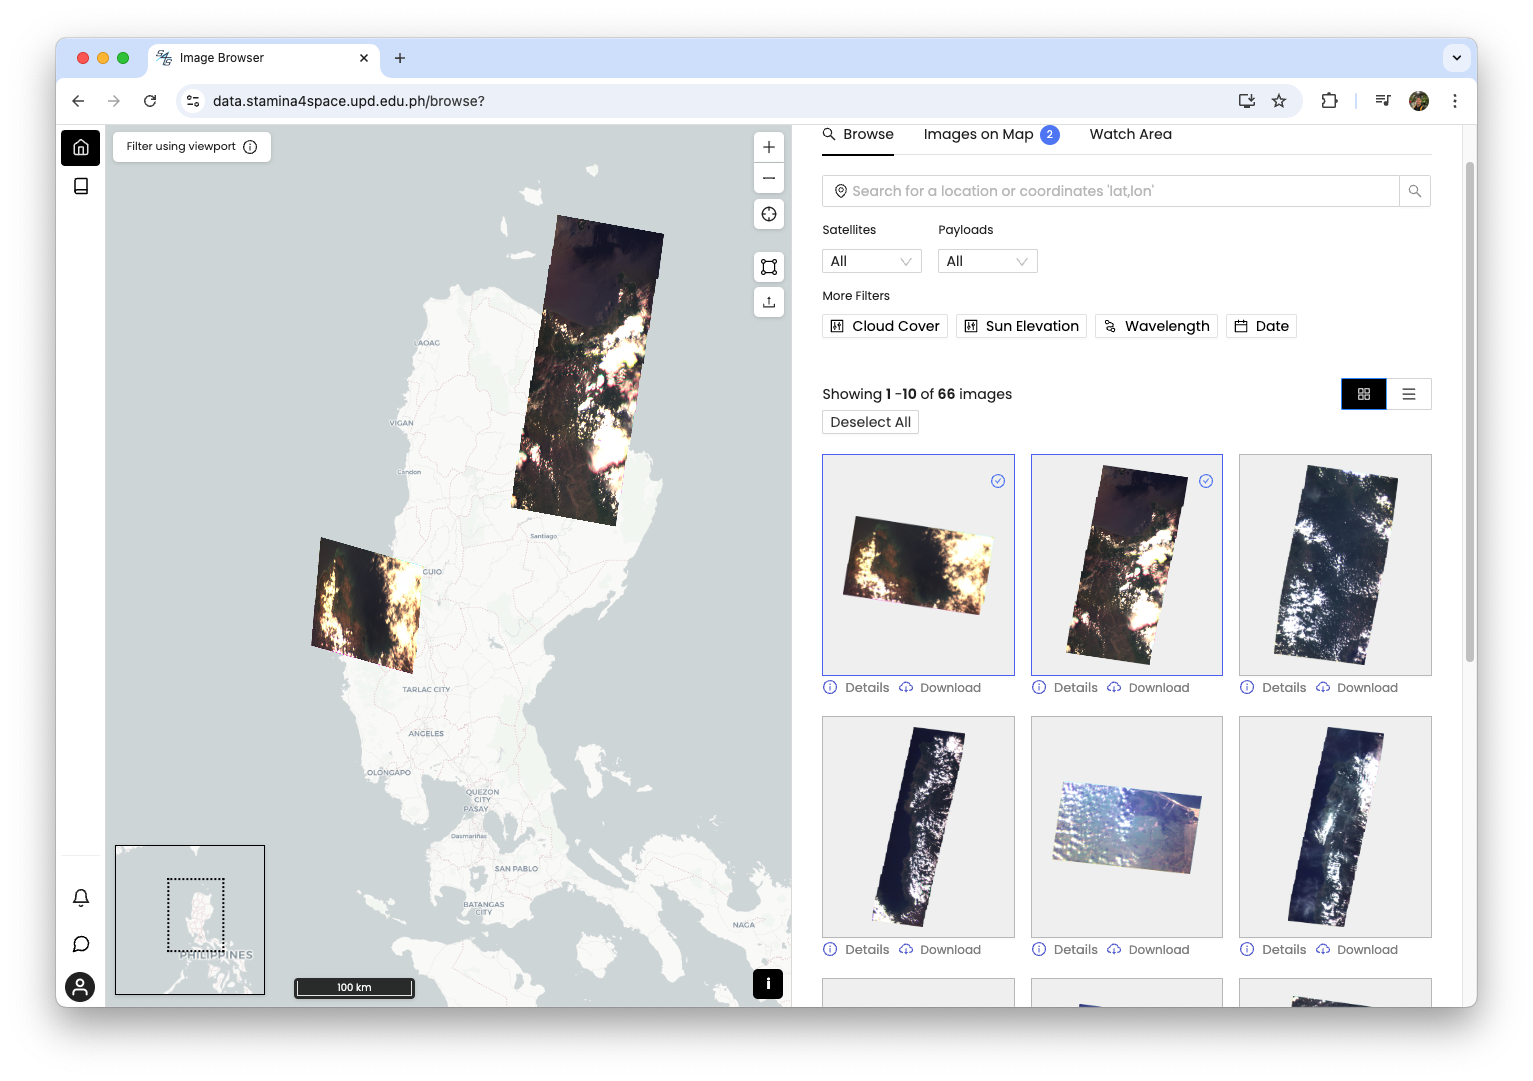 Image Browser
data.stamina4space.upd.edu.ph/browse?
Filter using viewport
Browse
Images on Map 2
Watch Area
Search for a location or coordinates 'lat,lon'
Satellites
Payloads
All
All
More Filters
Cloud Cover
Sun Elevation
Wavelength
Date
Showing 1 -10 of 66 images
Deselect All
Details
Download
Details
Download
Details
Download
Details
Download
Details
Download
Details
Download
LAOAG
VIGAN
Candon
Santiago
GUIO
TARLAC CITY
ANGELES
OLONGAPO
QUEZON
CITY
PASAY
Dasmariñas
SAN PABLO
BATANGAS
CITY
NAGA
PHILIPPINES
100 km